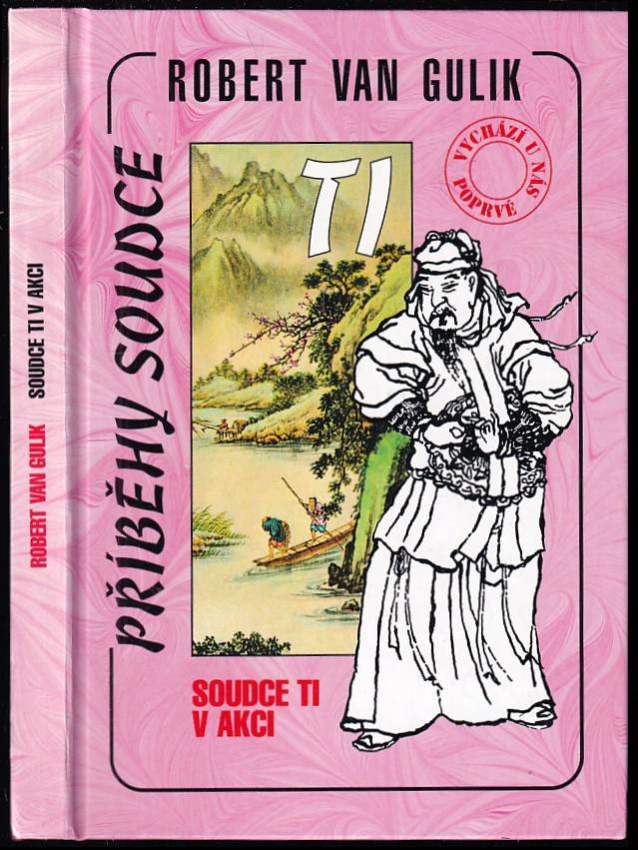 ROBERT VAN GULIK
PŘÍBĚHY SOUDCE
TI
VYCHÁZÍ U NÁS
POPRVÉ
SOUDCE TI
V AKCI
ROBERT VAN GULIK SOUDCE TI V AKCI